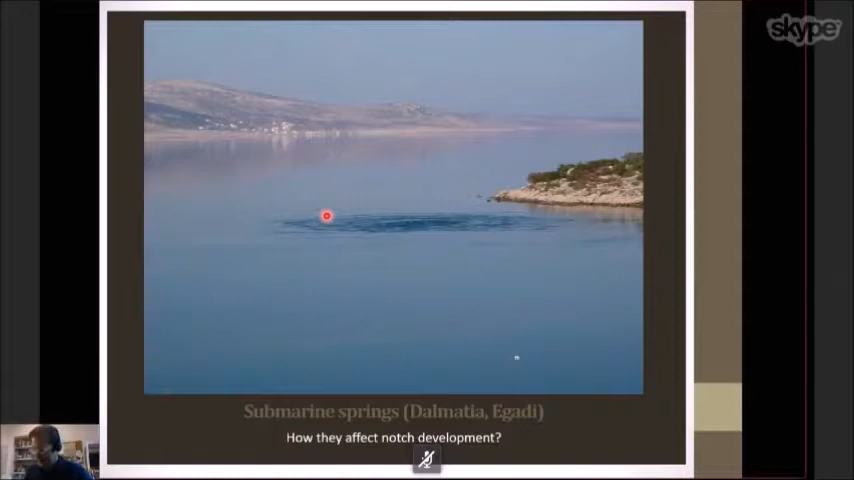 skype
Submarine springs (Dalmatia, Egadi)
How they affect notch development?